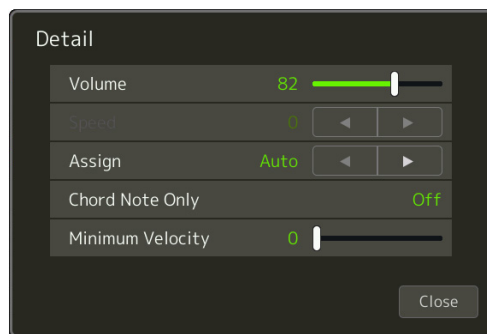 Detail
Volume 82
Speed 0
Assign Auto
Chord Note Only Off
Minimum Velocity 0
Close